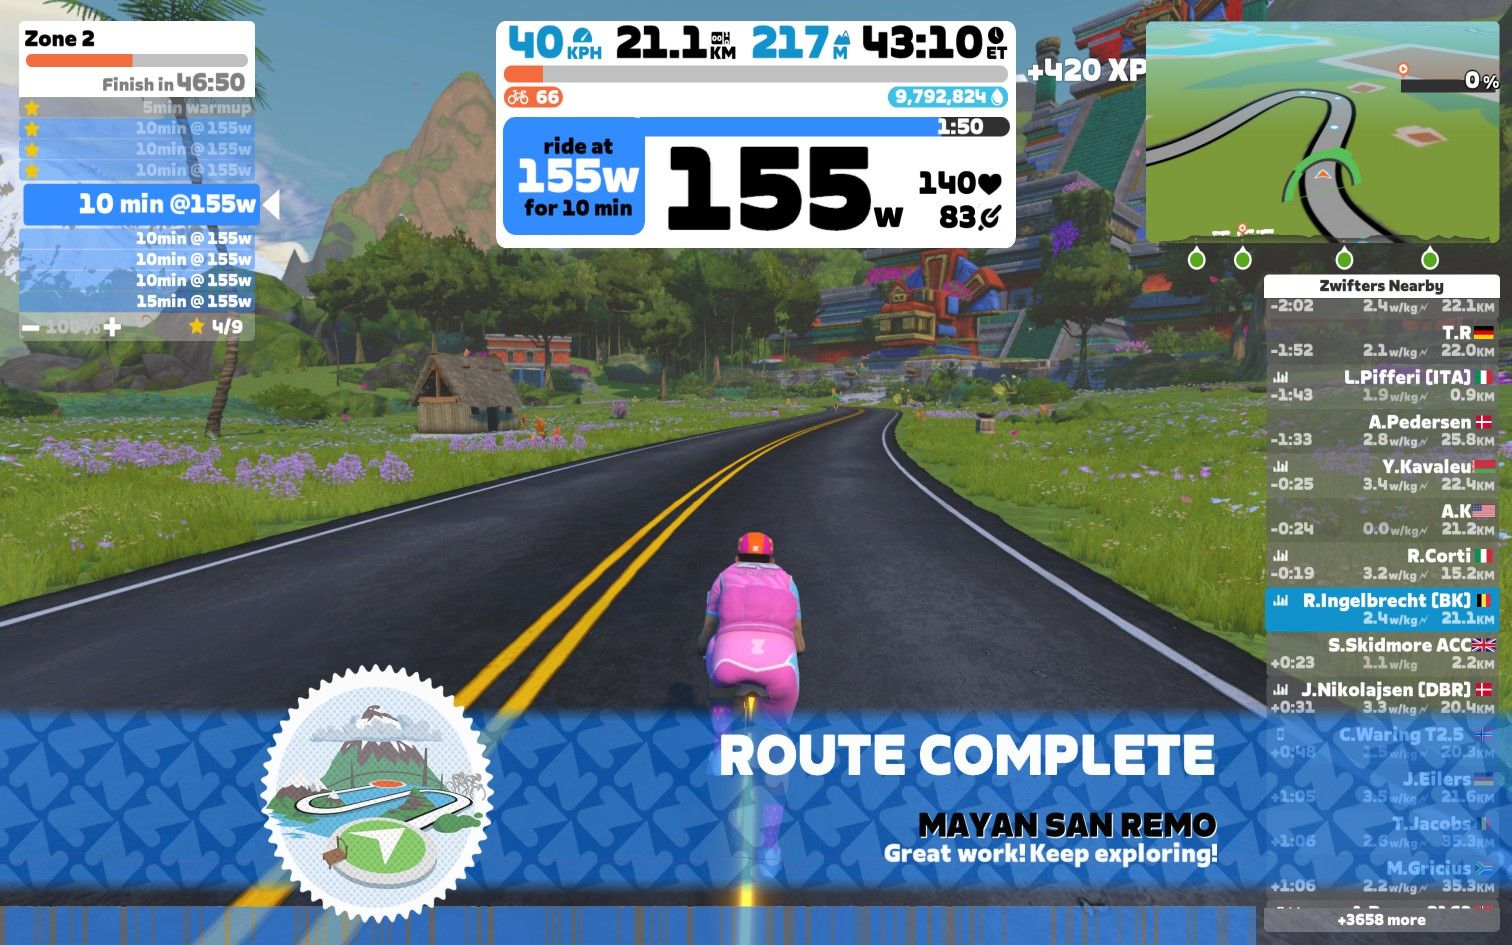 Zone 2
Finish in 46:50
5min warmup
10min @ 155w
10min @ 155w
10min @ 155w
10 min @155w
10min @ 155w
10min @ 155w
10min @ 155w
15min @ 155w
100%
4/9
40 KPH 21.1 KM 217 M 43:10 ET
66
9,792,824
1:50
ride at
155w
for 10 min
155w
140
83
+420 XP
0 %
Zwifters Nearby
-2:02 2.4w/kg 22.1KM
T.R
-1:52 2.1w/kg 22.0KM
L.Pifferi (ITA)
-1:43 1.9w/kg 0.9KM
A.Pedersen
-1:33 2.8w/kg 25.8KM
Y.Kavaleu
-0:25 3.4w/kg 22.4KM
A.K
-0:24 0.0w/kg 21.2KM
R.Corti
-0:19 3.2w/kg 15.2KM
R.Ingelbrecht (BK)
2.4w/kg 21.1KM
S.Skidmore ACC
+0:23 1.1w/kg 2.2KM
J.Nikolajsen (DBR)
+0:31 3.3w/kg 20.4KM
C.Waring T2.5
+0:48 1.5w/kg 20.3KM
J.Eilers
+1:05 3.5w/kg 21.6KM
T.Jacobs
+1:06 2.6w/kg 35.3KM
M.Gricius
+1:06 2.2w/kg 35.3KM
+3658 more
ROUTE COMPLETE
MAYAN SAN REMO
Great work! Keep exploring!